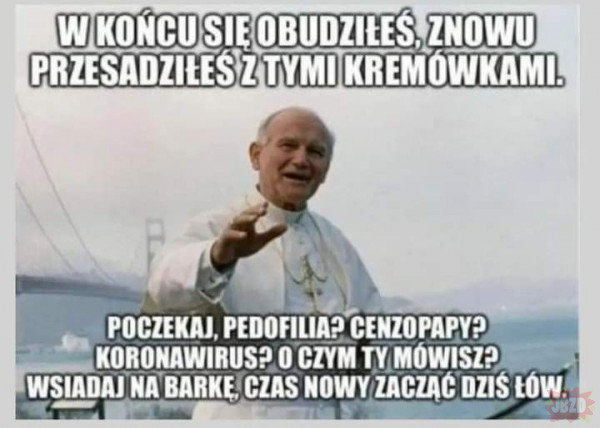 W KOŃCU SIĘ OBUDZIŁEŚ, ZNOWU
PRZESADZIŁEŚ Z TYMI KREMÓWKAMI.
POCZEKAJ, PEDOFILIA? CENZOPAPY?
KORONAWIRUS? O CZYM TY MÓWISZ?
WSIADAJ NA BARKĘ, CZAS NOWY ZACZĄĆ DZIŚ ŁÓW.
JBZD